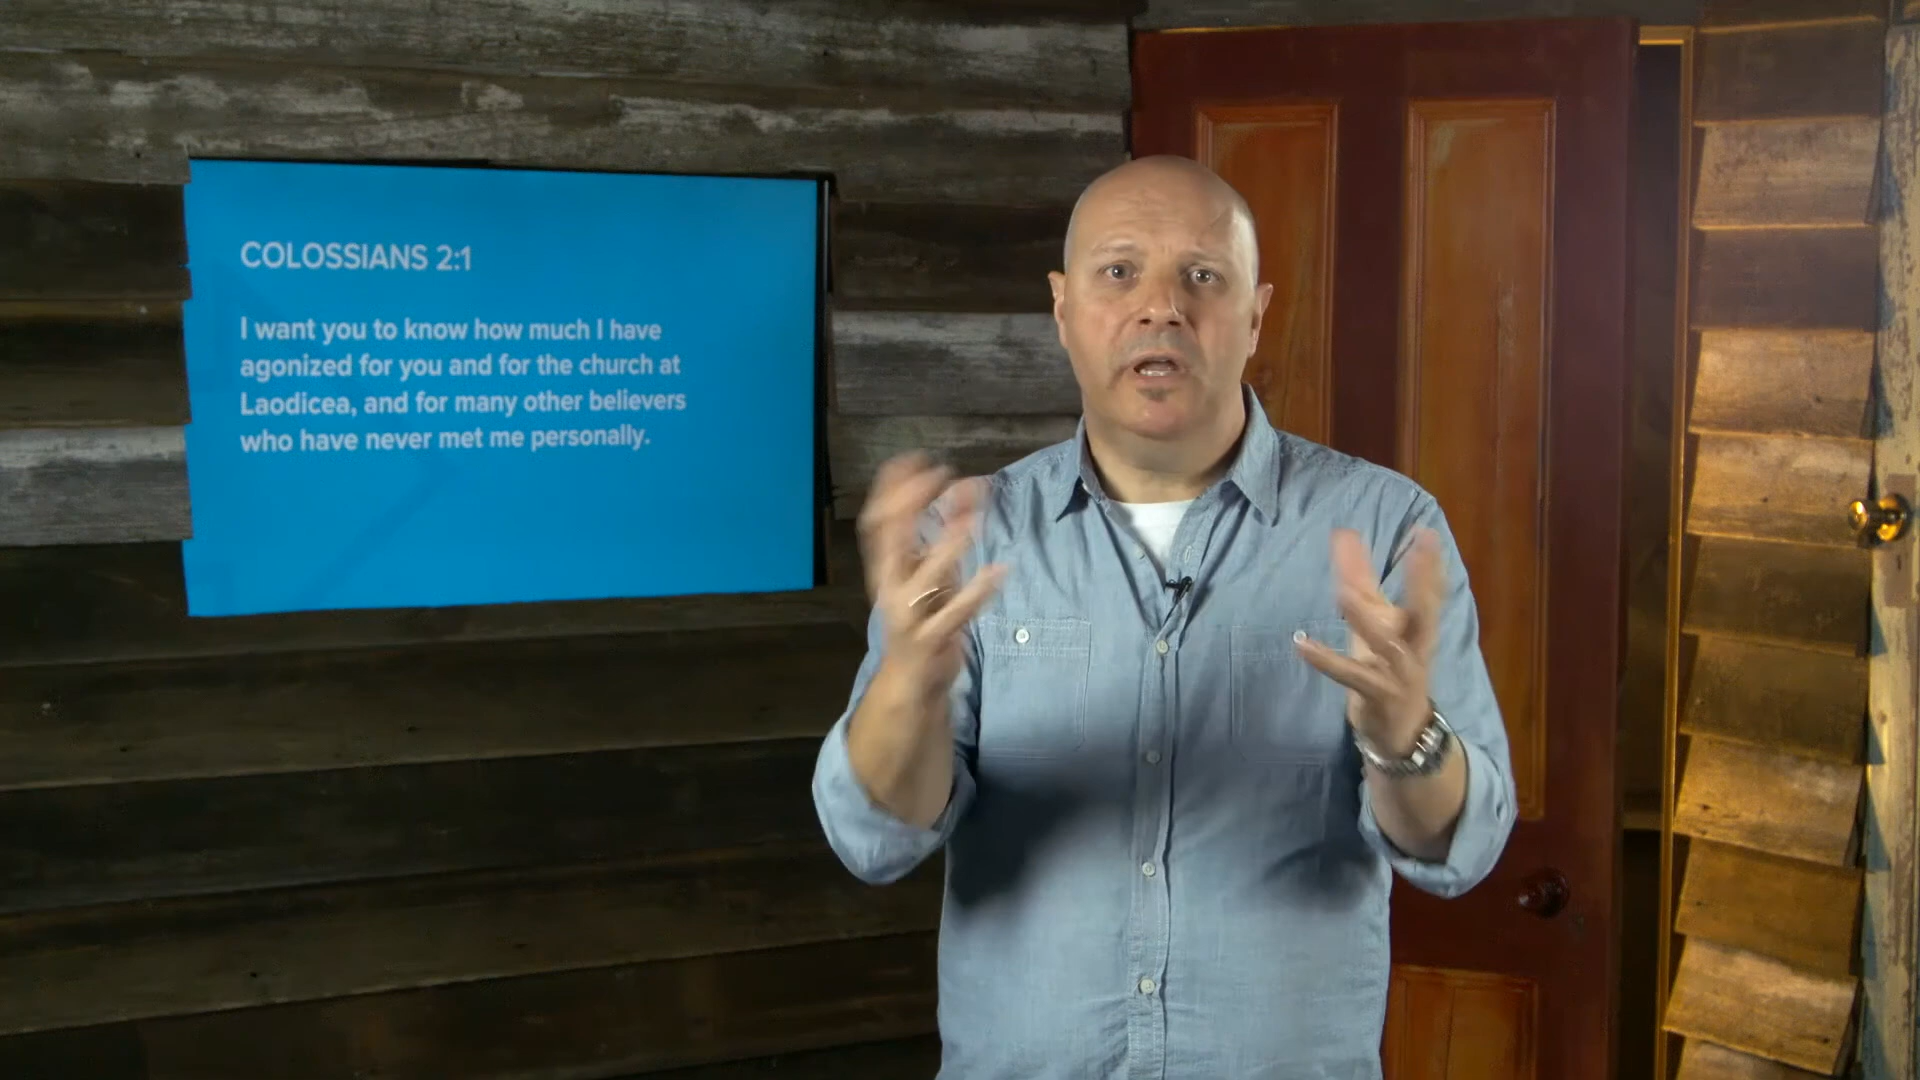 COLOSSIANS 2:1
I want you to know how much I have
agonized for you and for the church at
Laodicea, and for many other believers
who have never met me personally.